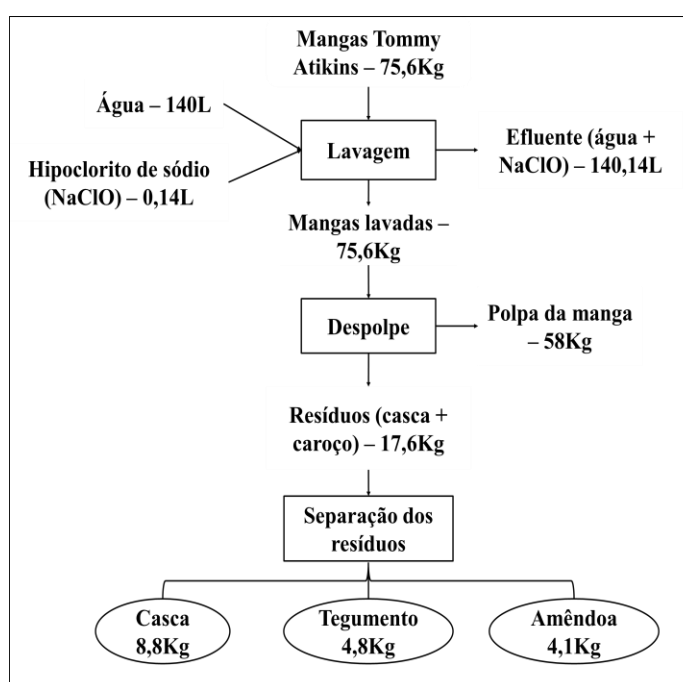 Mangas Tommy
Atikins – 75,6Kg
Água – 140L
Hipoclorito de sódio
(NaClO) – 0,14L
Lavagem
Efluente (água +
NaClO) – 140,14L
Mangas lavadas –
75,6Kg
Despolpe
Polpa da manga
– 58Kg
Resíduos (casca +
caroço) – 17,6Kg
Separação dos
resíduos
Casca
8,8Kg
Tegumento
4,8Kg
Amêndoa
4,1Kg